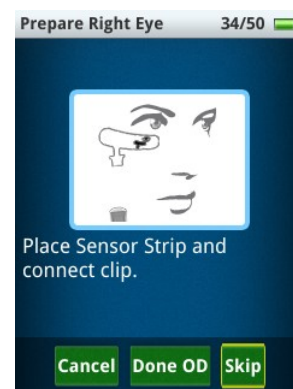 Prepare Right Eye 34/50
Place Sensor Strip and
connect clip.
Cancel Done OD Skip